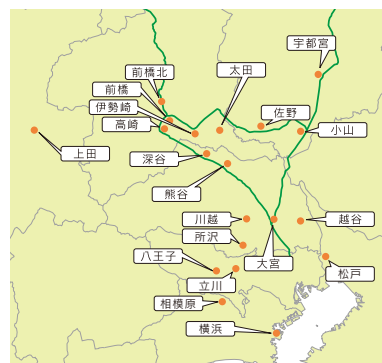 宇都宮
前橋北
太田
前橋
伊勢崎
佐野
高崎
小山
上田
深谷
熊谷
川越
越谷
所沢
八王子
大宮
立川
松戸
相模原
横浜